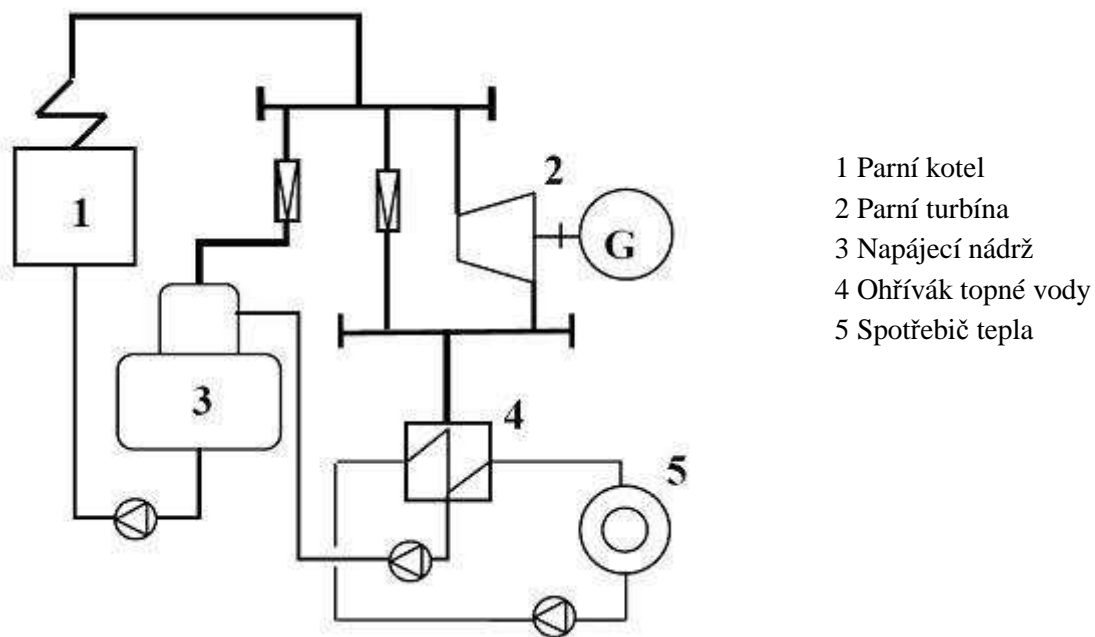 2
1
G
3
4
5
1 Parní kotel
2 Parní turbína
3 Napájecí nádrž
4 Ohřívák topné vody
5 Spotřebič tepla